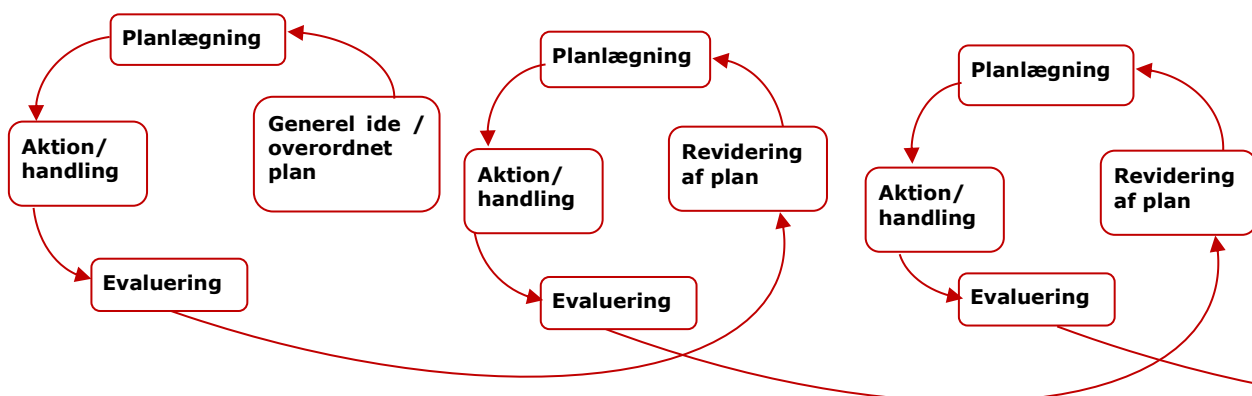 Planlægning
Generel ide /
overordnet
plan
Aktion/
handling
Evaluering
Planlægning
Revidering
af plan
Aktion/
handling
Evaluering
Planlægning
Revidering
af plan
Aktion/
handling
Evaluering